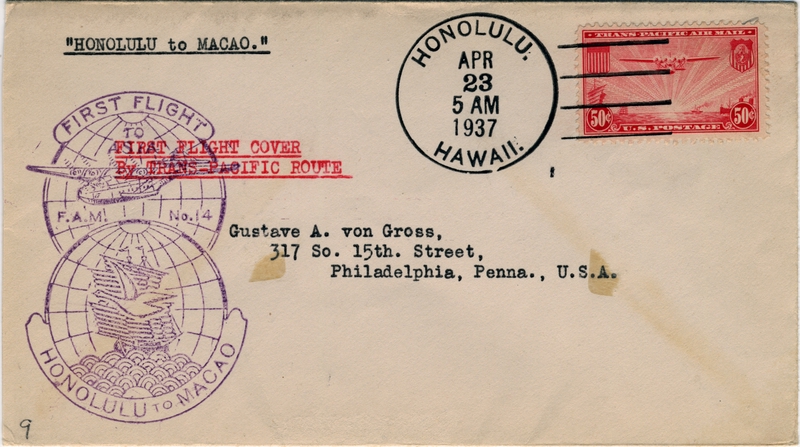 "HONOLULU to MACAO."
HONOLULU.
APR
23
5 AM
1937
HAWAII.
TRANS-PACIFIC AIR MAIL
50¢
50¢
U.S. POSTAGE
FIRST FLIGHT
TO
FIRST FLIGHT COVER
By TRANS-PACIFIC ROUTE
F.A.M. No. 14
Gustave A. von Gross,
317 So. 15th. Street,
Philadelphia, Penna., U.S.A.
HONOLULU TO MACAO
9